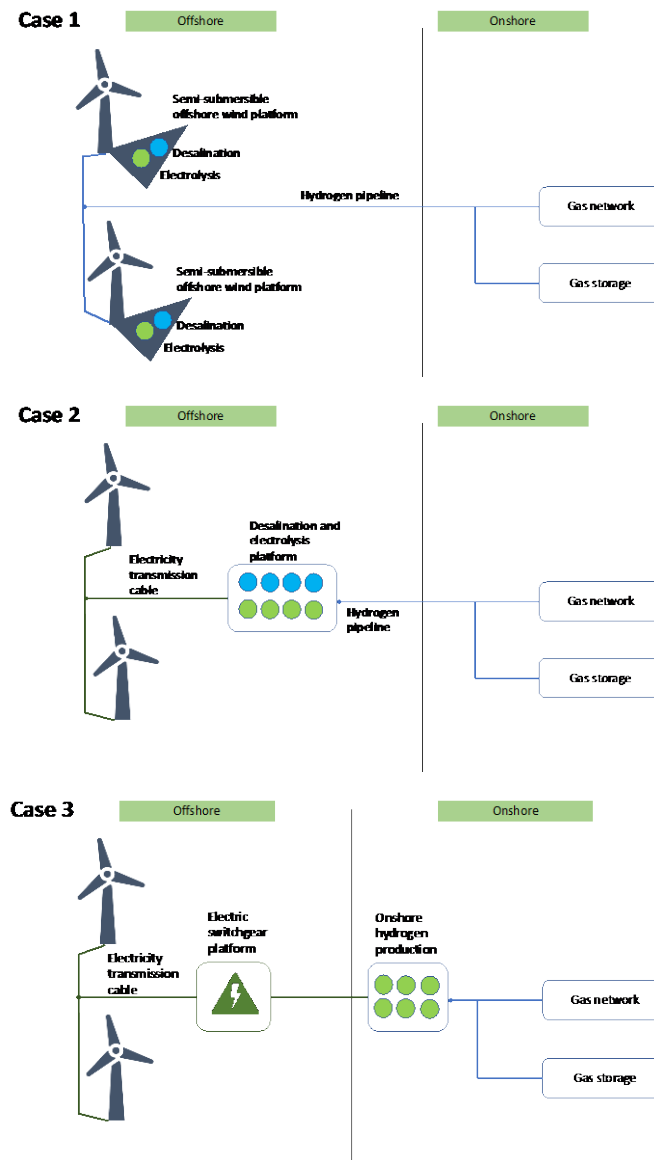 Case 1
Offshore
Onshore
Semi-submersible
offshore wind platform
Desalination
Electrolysis
Hydrogen pipeline
Gas network
Semi-submersible
offshore wind platform
Gas storage
Desalination
Electrolysis
Case 2
Offshore
Onshore
Desalination and
electrolysis
platform
Electricity
transmission
cable
Hydrogen
pipeline
Gas network
Gas storage
Case 3
Offshore
Onshore
Electric
switchgear
platform
Onshore
hydrogen
production
Electricity
transmission
cable
Gas network
Gas storage